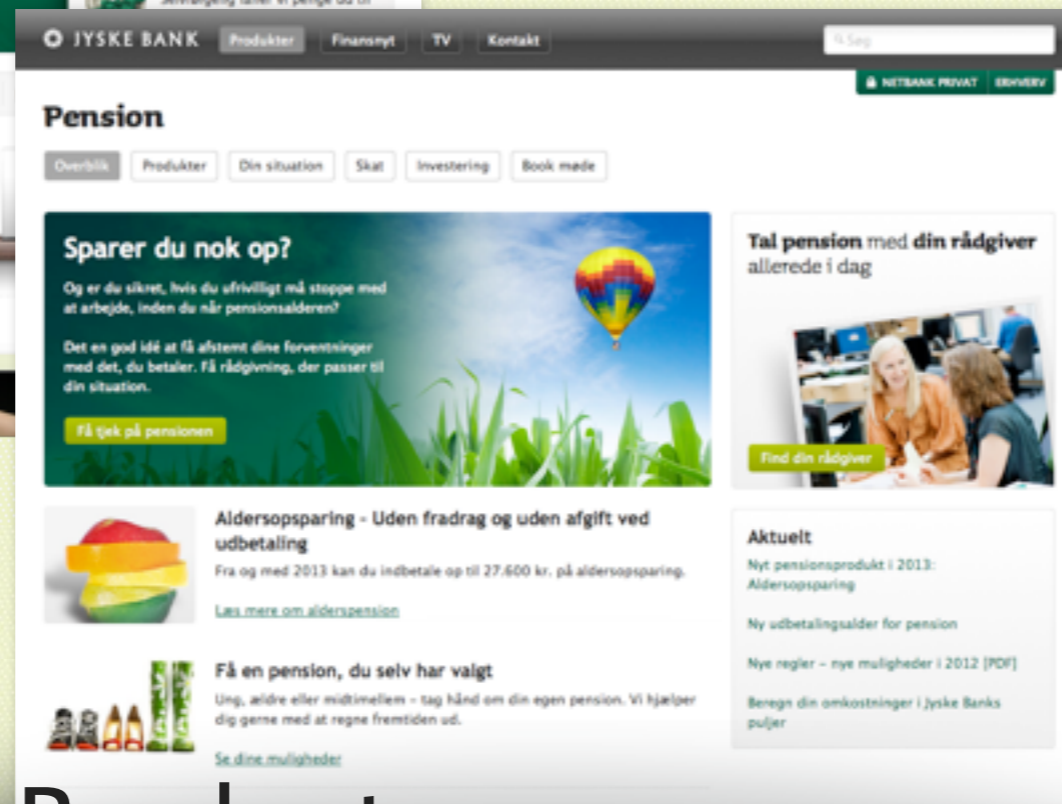 JYSKE BANK Produkter Finansnyt TV Kontakt Søg
NETBANK PRIVAT ERHVERV
Pension
Overblik Produkter Din situation Skat Investering Book møde
Sparer du nok op?
Og er du sikret, hvis du ufrivilligt må stoppe med
at arbejde, inden du når pensionsalderen?
Det en god idé at få afstemt dine forventninger
med det, du betaler. Få rådgivning, der passer til
din situation.
Få tjek på pensionen
Tal pension med din rådgiver
allerede i dag
Find din rådgiver
Aldersopsparing - Uden fradrag og uden afgift ved
udbetaling
Fra og med 2013 kan du indbetale op til 27.600 kr. på aldersopsparing.
Læs mere om alderspension
Få en pension, du selv har valgt
Ung, ældre eller midtimellem – tag hånd om din egen pension. Vi hjælper
dig gerne med at regne fremtiden ud.
Se dine muligheder
Aktuelt
Nyt pensionsprodukt i 2013:
Aldersopsparing
Ny udbetalingsalder for pension
Nye regler – nye muligheder i 2012 [PDF]
Beregn din omkostninger i Jyske Banks
puljer